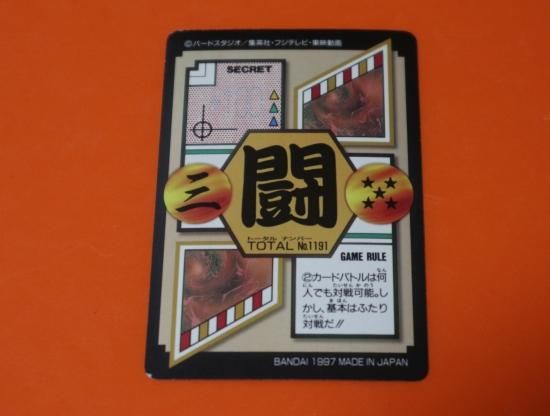 ©バードスタジオ／集英社・フジテレビ・東映動画
SECRET
三
闘
トータル ナンバー
TOTAL No.1191
GAME RULE
②カードバトルは何
人でも対戦可能。し
かし、基本はふたり
対戦だ!!
BANDAI 1997 MADE IN JAPAN